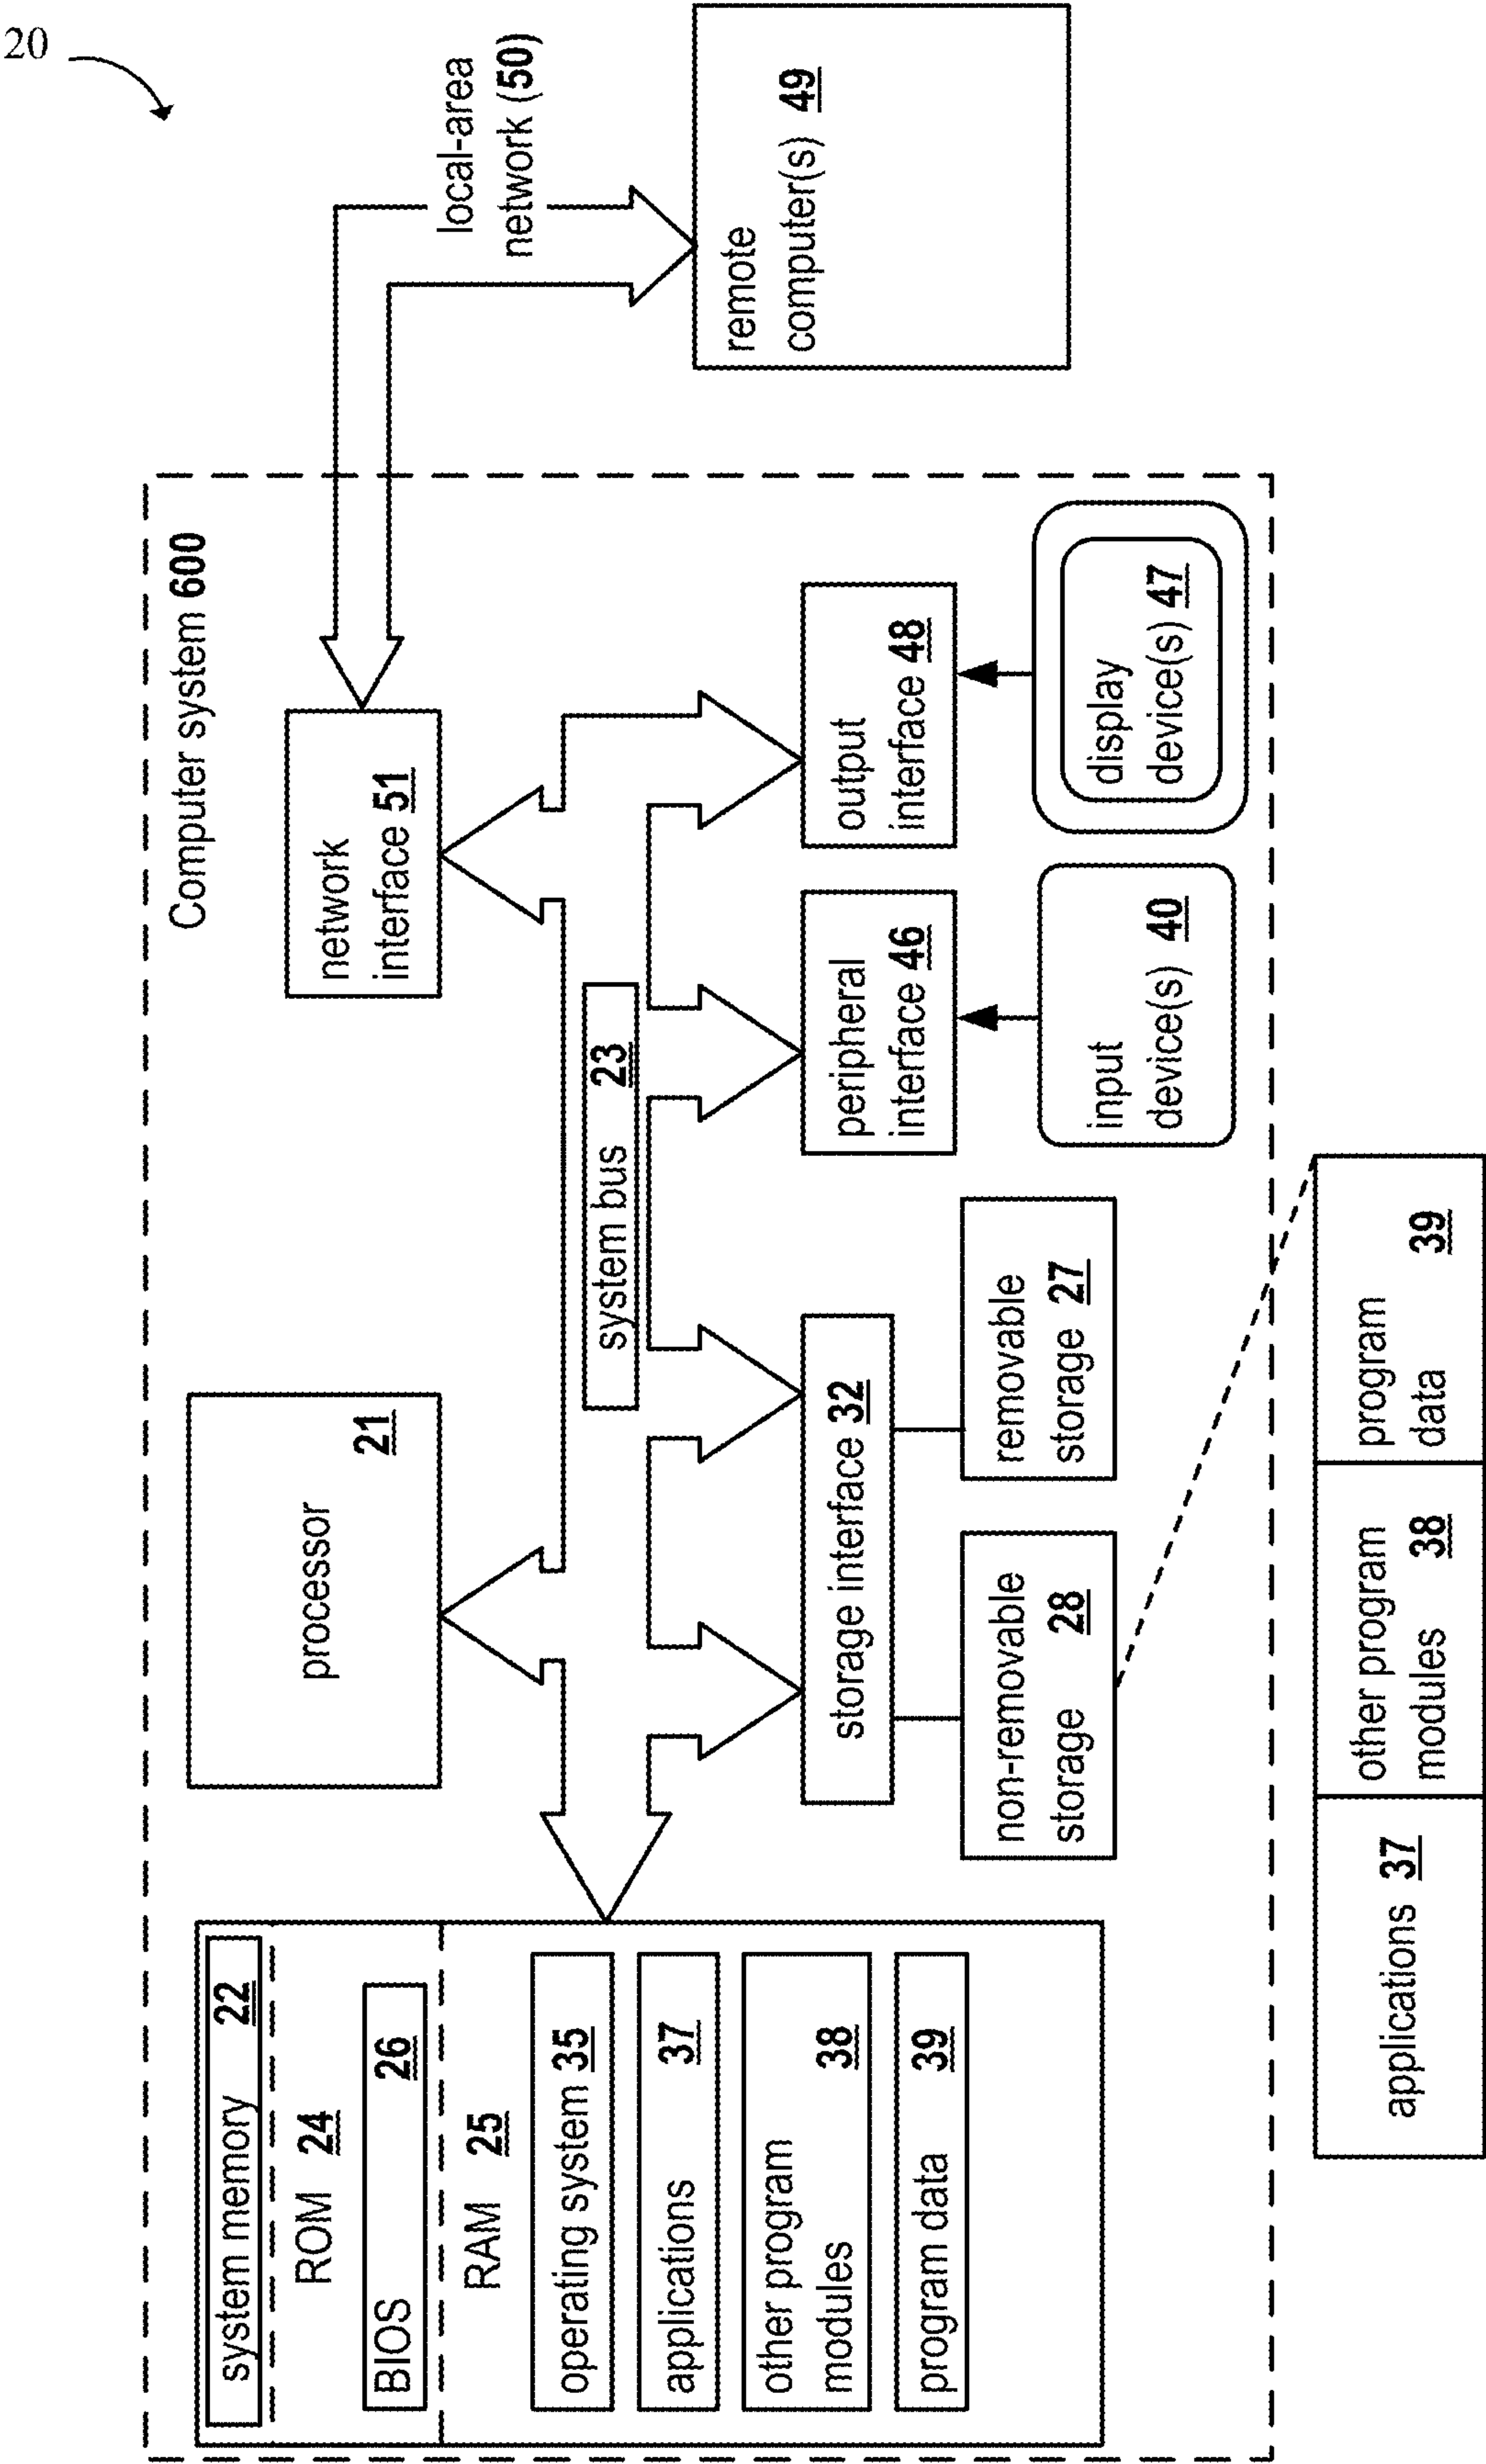 20
Computer system 600
system memory 22
ROM 24
BIOS 26
RAM 25
operating system 35
applications 37
other program
modules 38
program data 39
processor
21
network
interface 51
local-area
network (50)
system bus 23
storage interface 32
peripheral
interface 46
output
interface 48
remote
computer(s) 49
non-removable
storage 28
removable
storage 27
input
device(s) 40
display
device(s) 47
applications 37
other program
modules 38
program
data 39